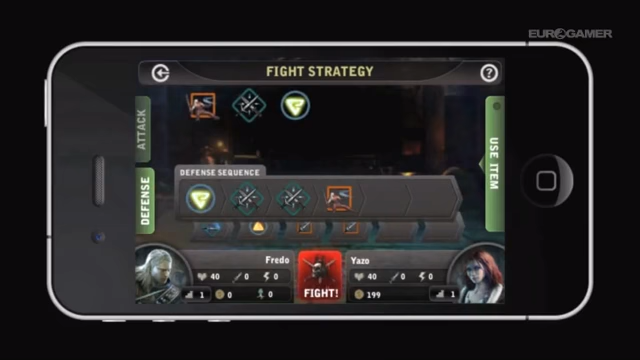 EUROGAMER
FIGHT STRATEGY
?
ATTACK
DEFENSE
USE ITEM
DEFENSE SEQUENCE
Fredo
40 0 0
1 0 0
FIGHT!
Yazo
40 0 0
199 1